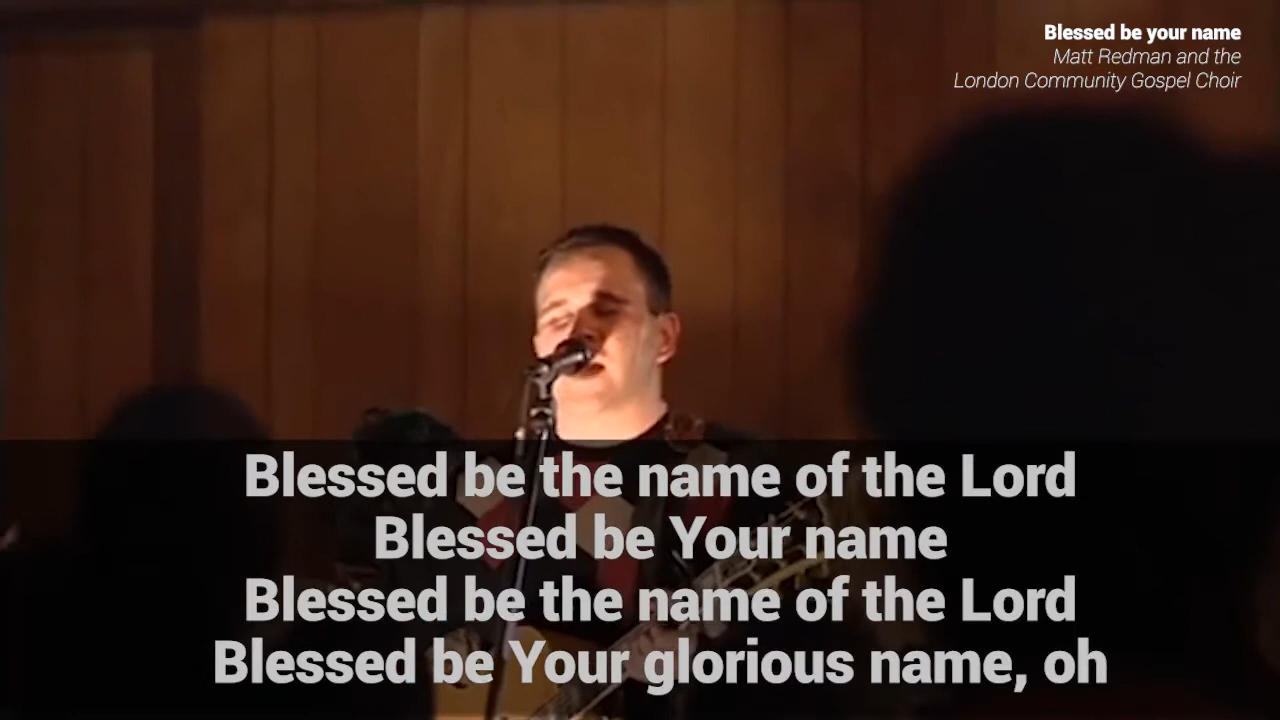 Blessed be your name
Matt Redman and the
London Community Gospel Choir
Blessed be the name of the Lord
Blessed be Your name
Blessed be the name of the Lord
Blessed be Your glorious name, oh